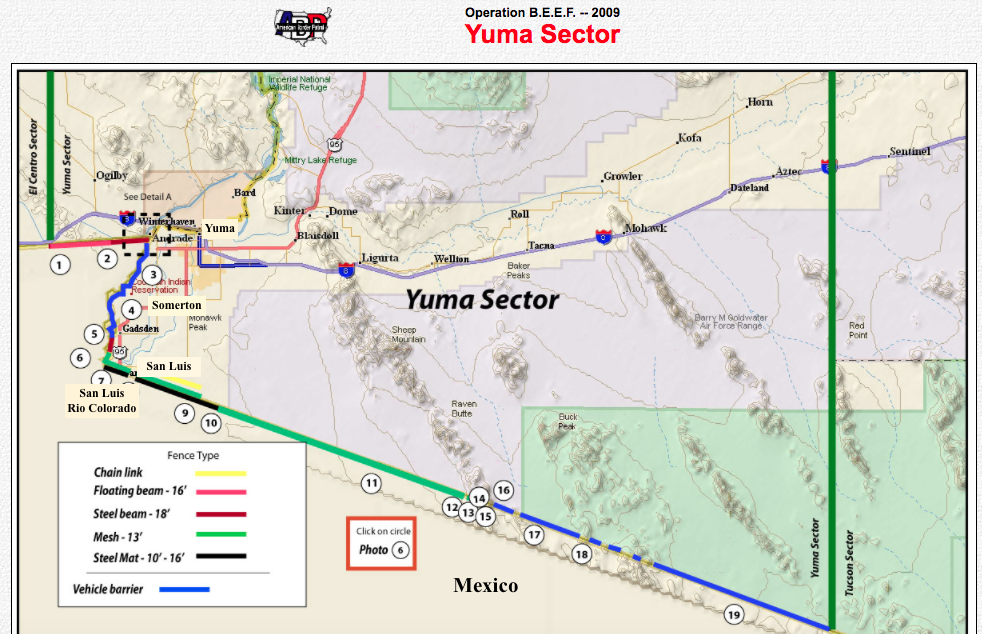 American Border Patrol
ABP
Operation B.E.E.F. -- 2009
Yuma Sector
El Centro Sector
Yuma Sector
Imperial National
Wildlife Refuge
95
Mittry Lake Refuge
Horn
Kofa
Sentinel
Aztec
Dateland
Growler
Ogilby
See Detail A
Bard
Kinter
Dome
Roll
Winterhaven
Yuma
Andrade
Blaisdell
Mohawk
8
Tacna
Ligurta
Wellton
8
Baker
Peaks
1
2
3
Indian
Reservation
4
Somerton
Yuma Sector
Mohawk
Peak
5
Gadsden
Sheep
Mountain
Barry M Goldwater
Air Force Range
Red
Point
6
95
San Luis
7
San Luis
Rio Colorado
9
10
Raven
Butte
Buck
Peak
Fence Type
Chain link
Floating beam - 16'
Steel beam - 18'
Mesh - 13'
Steel Mat - 10' - 16'
Vehicle barrier
11
12
13
14
15
16
17
18
19
Click on circle
Photo 6
Mexico
Yuma Sector
Tucson Sector